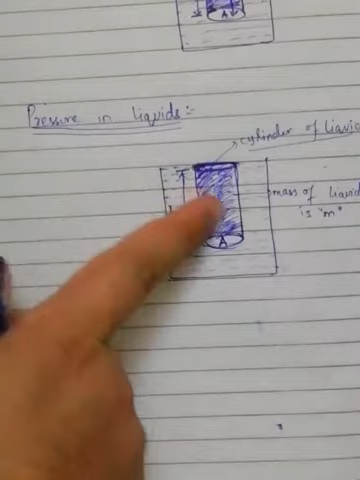 A
Pressure in liquids:-
cylinder of liquid
mass of liquid
is "m"
A